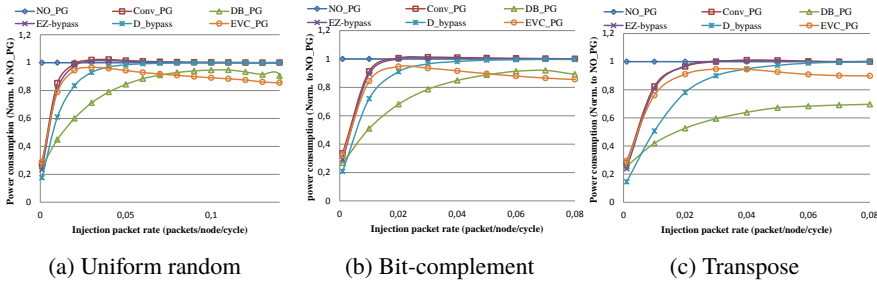 NO_PG Conv_PG DB_PG
EZ-bypass D_bypass EVC_PG
Power consumption (Norm. to NO_PG)
1,2
1
0,8
0,6
0,4
0,2
0
0 0,05 0,1
Injection packet rate (packets/node/cycle)
(a) Uniform random
NO_PG Conv_PG DB_PG
EZ-bypass D_bypass EVC_PG
power consumption (Norm. to NO_PG)
1,2
1
0,8
0,6
0,4
0,2
0
0 0,02 0,04 0,06 0,08
Injection packet rate (packet/node/cycle)
(b) Bit-complement
NO_PG Conv_PG DB_PG
EZ-bypass D_bypass EVC_PG
Power consumption (Norm. to NO_PG)
1,2
1
0,8
0,6
0,4
0,2
0
0 0,02 0,04 0,06 0,08
Injection packet rate (packet/node/cycle)
(c) Transpose